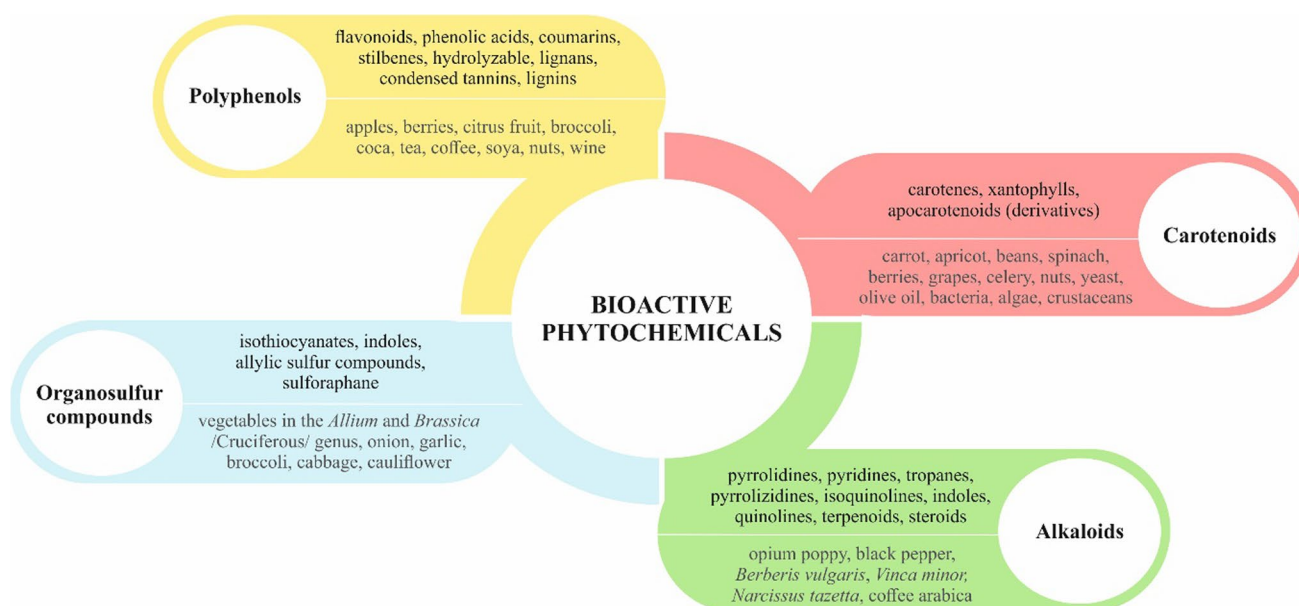 Polyphenols
flavonoids, phenolic acids, coumarins,
stilbenes, hydrolyzable, lignans,
condensed tannins, lignins
apples, berries, citrus fruit, broccoli,
coca, tea, coffee, soya, nuts, wine
carotenes, xantophylls,
apocarotenoids (derivatives)
Carotenoids
carrot, apricot, beans, spinach,
berries, grapes, celery, nuts, yeast,
olive oil, bacteria, algae, crustaceans
BIOACTIVE
PHYTOCHEMICALS
Organosulfur
compounds
isothiocyanates, indoles,
allylic sulfur compounds,
sulforaphane
vegetables in the Allium and Brassica
/Cruciferous/ genus, onion, garlic,
broccoli, cabbage, cauliflower
pyrrolidines, pyridines, tropanes,
pyrrolizidines, isoquinolines, indoles,
quinolines, terpenoids, steroids
Alkaloids
opium poppy, black pepper,
Berberis vulgaris, Vinca minor,
Narcissus tazetta, coffee arabica